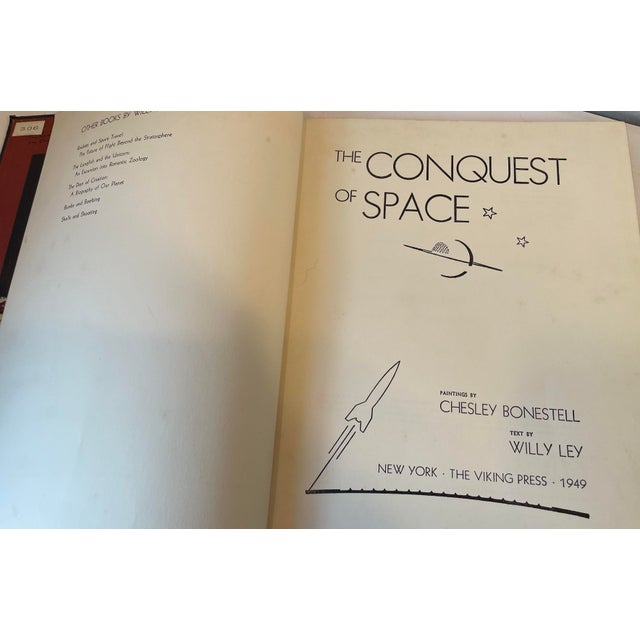 306
OTHER BOOKS BY WILLY
Rockets and Space Travel
The Future of Flight Beyond the Stratosphere
The Lungfish and the Unicorn:
An Excursion into Romantic Zoology
The Days of Creation:
A Biography of Our Planet
Bombs and Bombing
Shells and Shooting
THE CONQUEST
OF SPACE
PAINTINGS BY
CHESLEY BONESTELL
TEXT BY
WILLY LEY
NEW YORK · THE VIKING PRESS · 1949